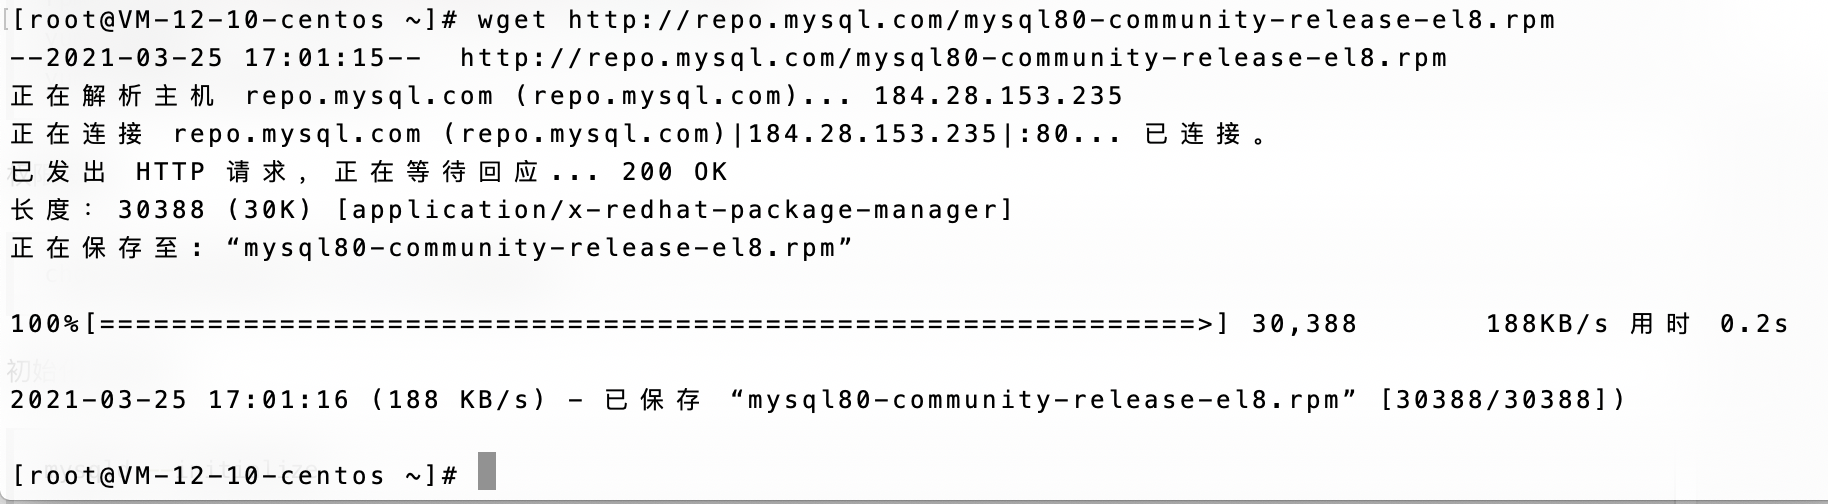 [[root@VM-12-10-centos ~]# wget http://repo.mysql.com/mysql80-community-release-el8.rpm
--2021-03-25 17:01:15--  http://repo.mysql.com/mysql80-community-release-el8.rpm
正在解析主机 repo.mysql.com (repo.mysql.com)... 184.28.153.235
正在连接 repo.mysql.com (repo.mysql.com)|184.28.153.235|:80... 已连接。
已发出 HTTP 请求，正在等待回应... 200 OK
长度：30388 (30K) [application/x-redhat-package-manager]
正在保存至: “mysql80-community-release-el8.rpm”
100%[=============================================================>] 30,388       188KB/s 用时 0.2s
初始
2021-03-25 17:01:16 (188 KB/s) - 已保存 “mysql80-community-release-el8.rpm” [30388/30388])
[root@VM-12-10-centos ~]#